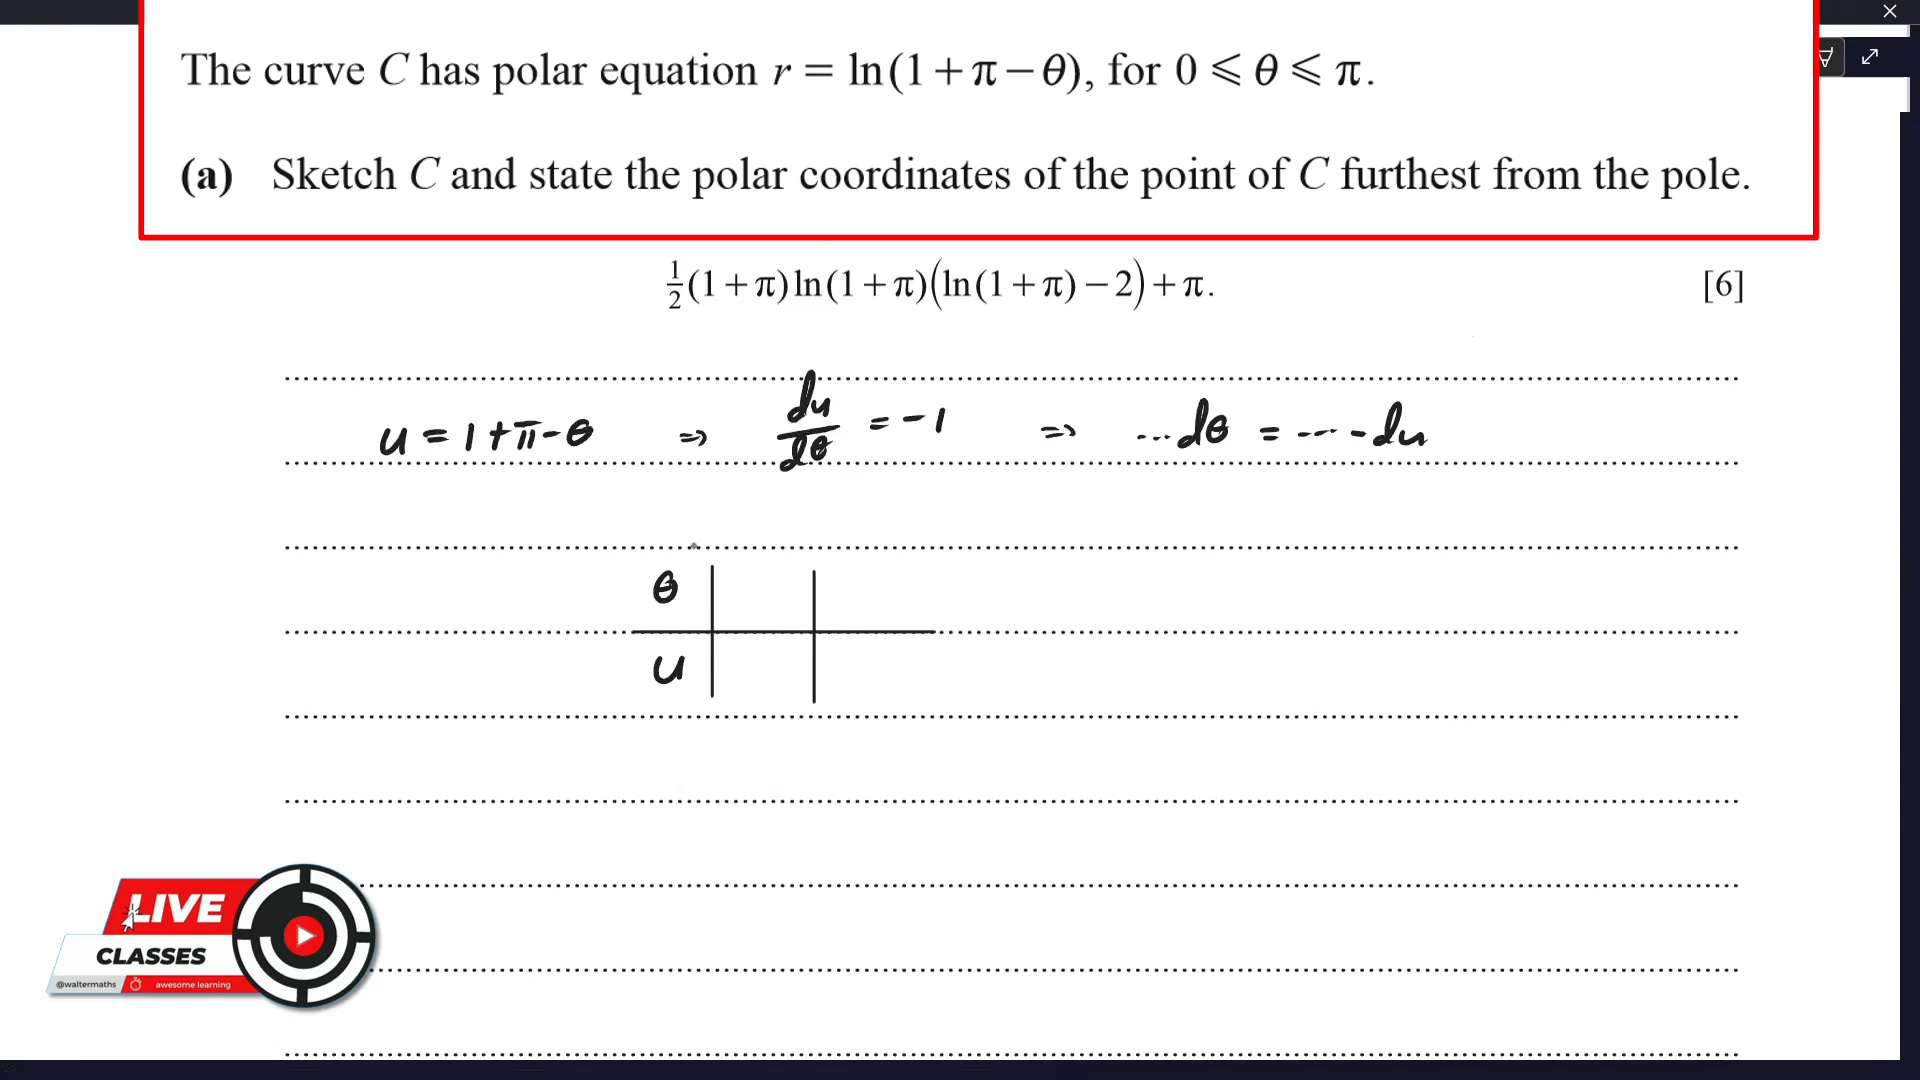 The curve C has polar equation r = ln(1 + π − θ), for 0 ⩽ θ ⩽ π.
(a) Sketch C and state the polar coordinates of the point of C furthest from the pole.
½(1 + π) ln(1 + π)(ln(1 + π) − 2) + π. [6]
u = 1 + π − θ ⇒ du/dθ = −1 ⇒ ... dθ = ... − du
θ
u
LIVE
CLASSES
@waltermaths awesome learning